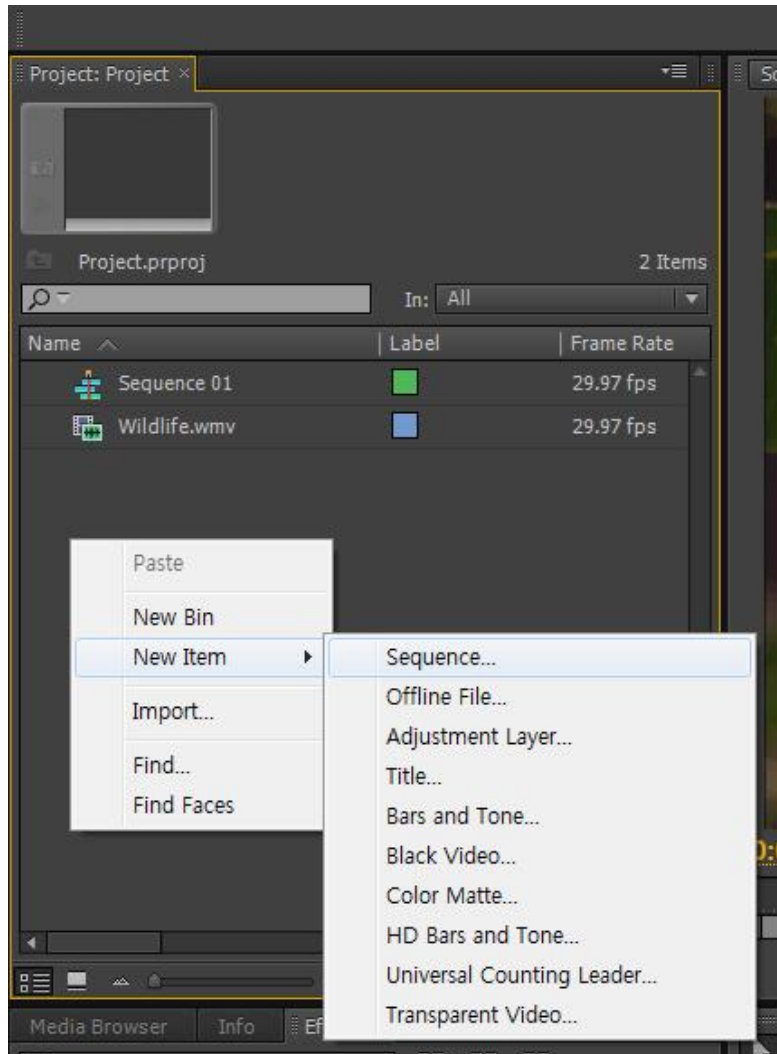 Project: Project ×
So
Project.prproj
2 Items
In: All
Name
Label
Frame Rate
Sequence 01
29.97 fps
Wildlife.wmv
29.97 fps
Paste
New Bin
New Item
Import...
Find...
Find Faces
Sequence...
Offline File...
Adjustment Layer...
Title...
Bars and Tone...
Black Video...
Color Matte...
HD Bars and Tone...
Universal Counting Leader...
Transparent Video...
Media Browser
Info
Ef